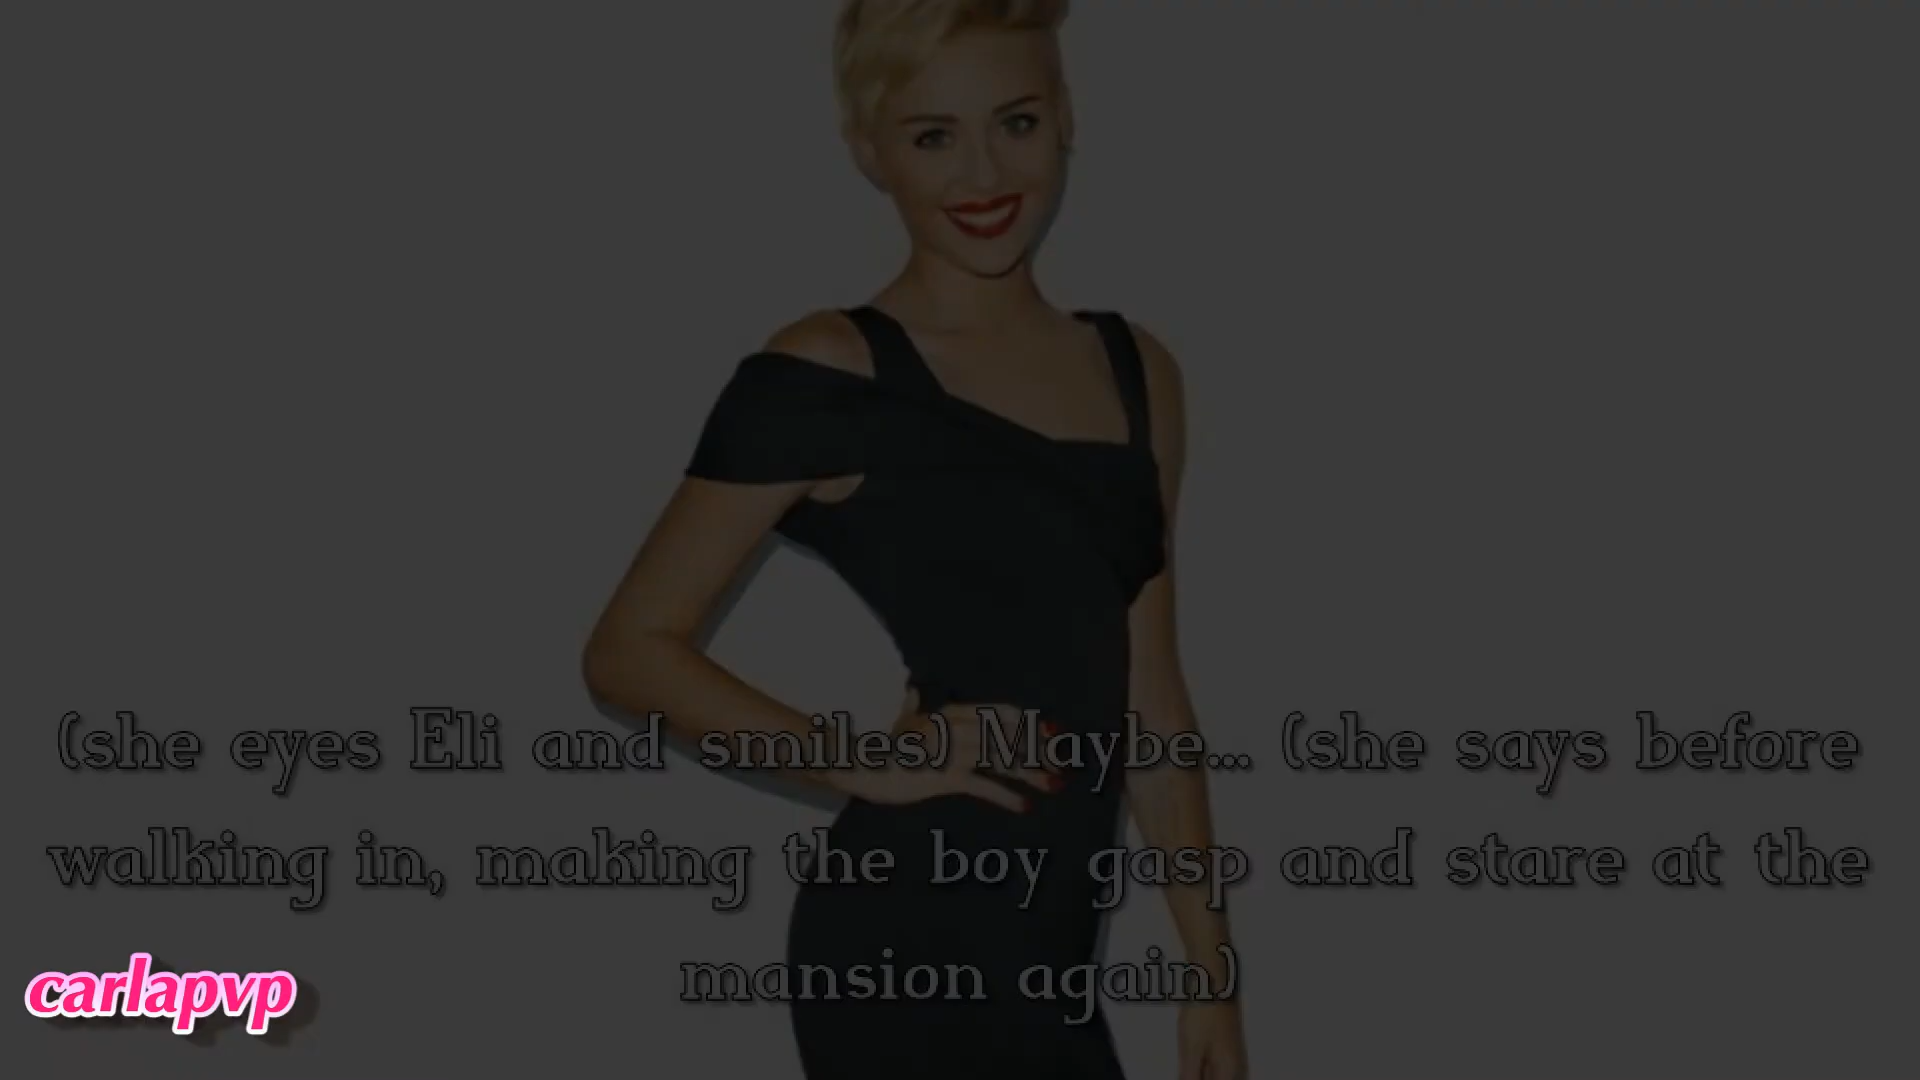 (she eyes Eli and smiles) Maybe... (she says before
walking in, making the boy gasp and stare at the
mansion again)
carlapvp